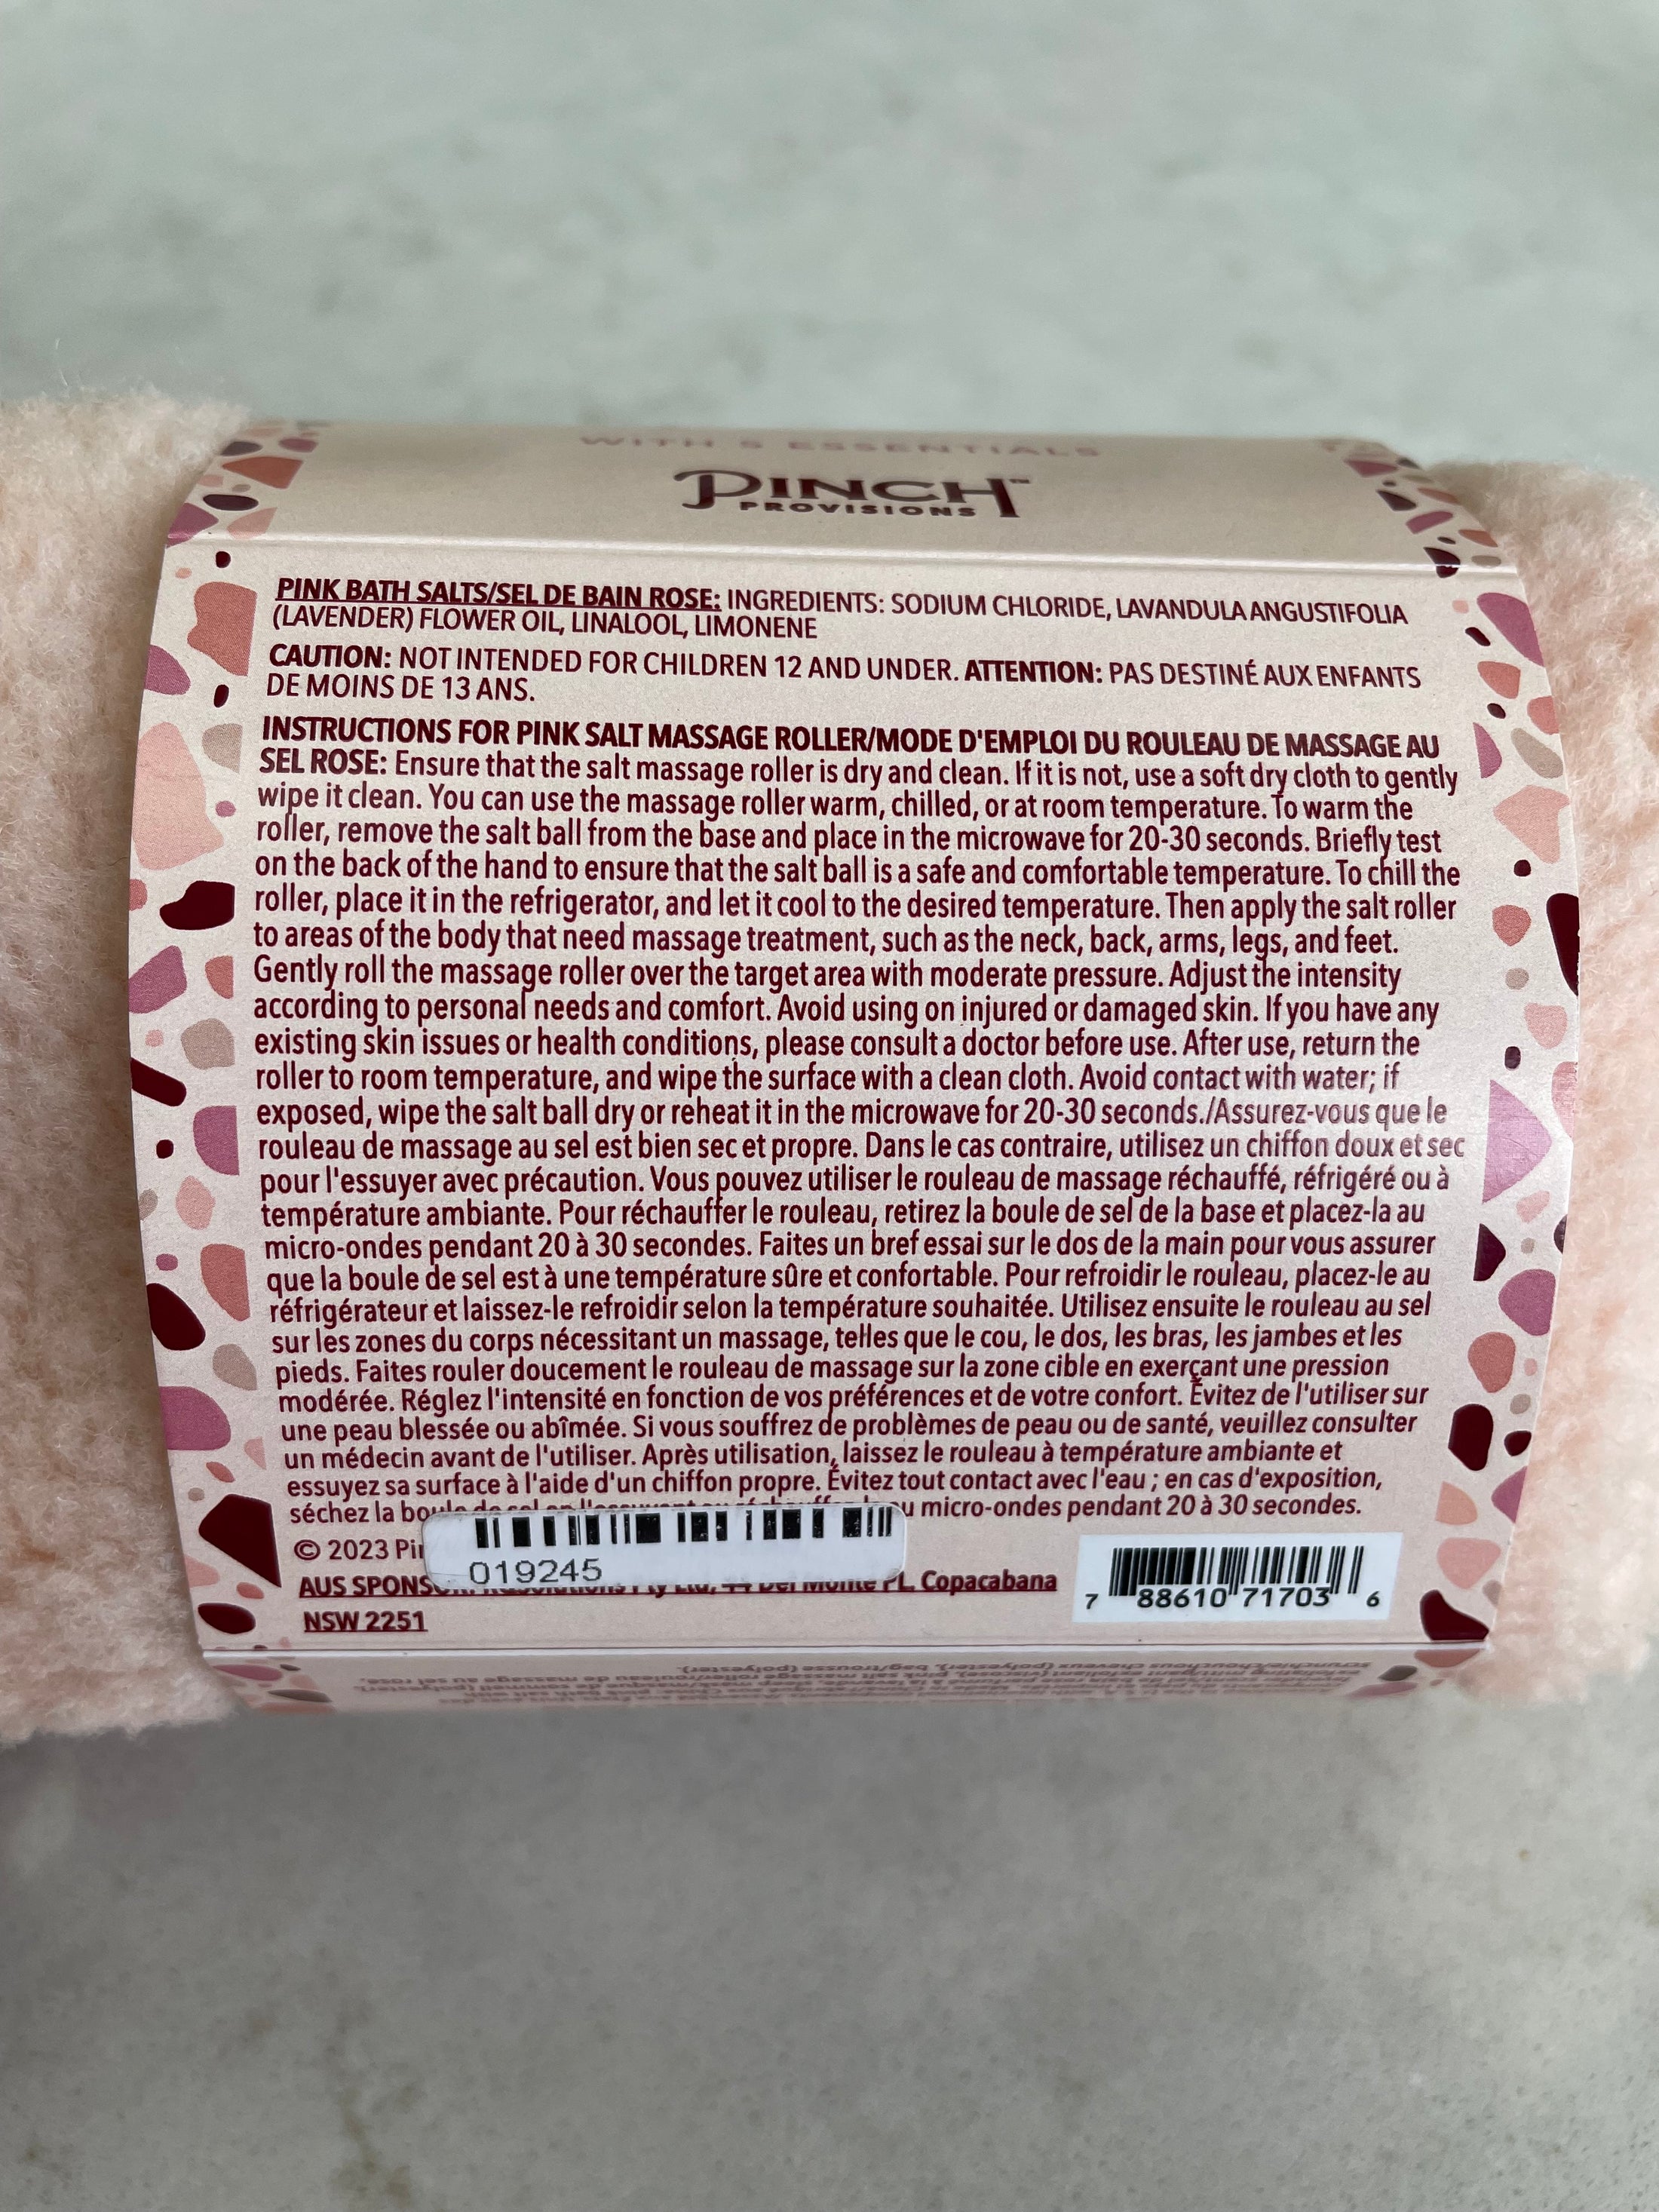 WITH 5 ESSENTIALS
PINCH™
PROVISIONS
PINK BATH SALTS/SEL DE BAIN ROSE: INGREDIENTS: SODIUM CHLORIDE, LAVANDULA ANGUSTIFOLIA
(LAVENDER) FLOWER OIL, LINALOOL, LIMONENE
CAUTION: NOT INTENDED FOR CHILDREN 12 AND UNDER. ATTENTION: PAS DESTINÉ AUX ENFANTS
DE MOINS DE 13 ANS.
INSTRUCTIONS FOR PINK SALT MASSAGE ROLLER/MODE D'EMPLOI DU ROULEAU DE MASSAGE AU
SEL ROSE: Ensure that the salt massage roller is dry and clean. If it is not, use a soft dry cloth to gently
wipe it clean. You can use the massage roller warm, chilled, or at room temperature. To warm the
roller, remove the salt ball from the base and place in the microwave for 20-30 seconds. Briefly test
on the back of the hand to ensure that the salt ball is a safe and comfortable temperature. To chill the
roller, place it in the refrigerator, and let it cool to the desired temperature. Then apply the salt roller
to areas of the body that need massage treatment, such as the neck, back, arms, legs, and feet.
Gently roll the massage roller over the target area with moderate pressure. Adjust the intensity
according to personal needs and comfort. Avoid using on injured or damaged skin. If you have any
existing skin issues or health conditions, please consult a doctor before use. After use, return the
roller to room temperature, and wipe the surface with a clean cloth. Avoid contact with water; if
exposed, wipe the salt ball dry or reheat it in the microwave for 20-30 seconds./Assurez-vous que le
rouleau de massage au sel est bien sec et propre. Dans le cas contraire, utilisez un chiffon doux et sec
pour l'essuyer avec précaution. Vous pouvez utiliser le rouleau de massage réchauffé, réfrigéré ou à
température ambiante. Pour réchauffer le rouleau, retirez la boule de sel de la base et placez-la au
micro-ondes pendant 20 à 30 secondes. Faites un bref essai sur le dos de la main pour vous assurer
que la boule de sel est à une température sûre et confortable. Pour refroidir le rouleau, placez-le au
réfrigérateur et laissez-le refroidir selon la température souhaitée. Utilisez ensuite le rouleau au sel
sur les zones du corps nécessitant un massage, telles que le cou, le dos, les bras, les jambes et les
pieds. Faites rouler doucement le rouleau de massage sur la zone cible en exerçant une pression
modérée. Réglez l'intensité en fonction de vos préférences et de votre confort. Évitez de l'utiliser sur
une peau blessée ou abîmée. Si vous souffrez de problèmes de peau ou de santé, veuillez consulter
un médecin avant de l'utiliser. Après utilisation, laissez le rouleau à température ambiante et
essuyez sa surface à l'aide d'un chiffon propre. Évitez tout contact avec l'eau ; en cas d'exposition,
séchez la micro-ondes pendant 20 à 30 secondes.
© 2023
019245
AUS PL Copacabana
NSW 2251
7 88610 71703 6